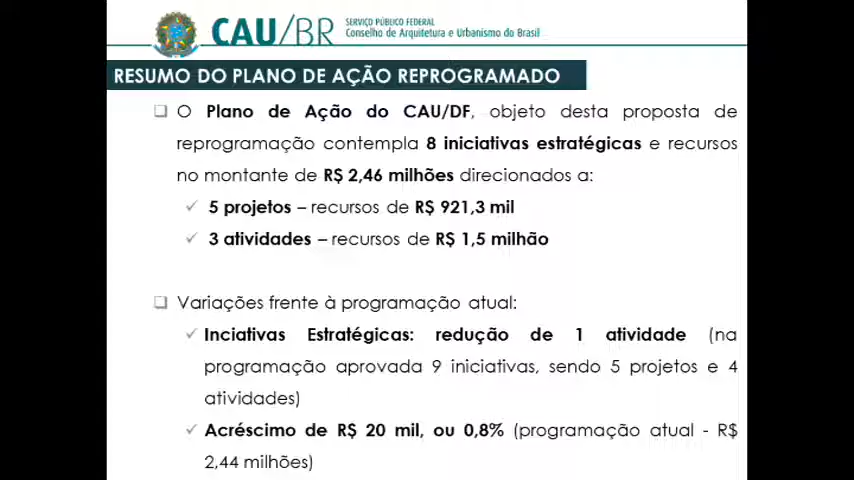 CAU/BR
SERVIÇO PÚBLICO FEDERAL
Conselho de Arquitetura e Urbanismo do Brasil
RESUMO DO PLANO DE AÇÃO REPROGRAMADO
O Plano de Ação do CAU/DF, objeto desta proposta de
reprogramação contempla 8 iniciativas estratégicas e recursos
no montante de R$ 2,46 milhões direcionados a:
5 projetos – recursos de R$ 921,3 mil
3 atividades – recursos de R$ 1,5 milhão
Variações frente à programação atual:
Inciativas Estratégicas: redução de 1 atividade (na
programação aprovada 9 iniciativas, sendo 5 projetos e 4
atividades)
Acréscimo de R$ 20 mil, ou 0,8% (programação atual - R$
2,44 milhões)